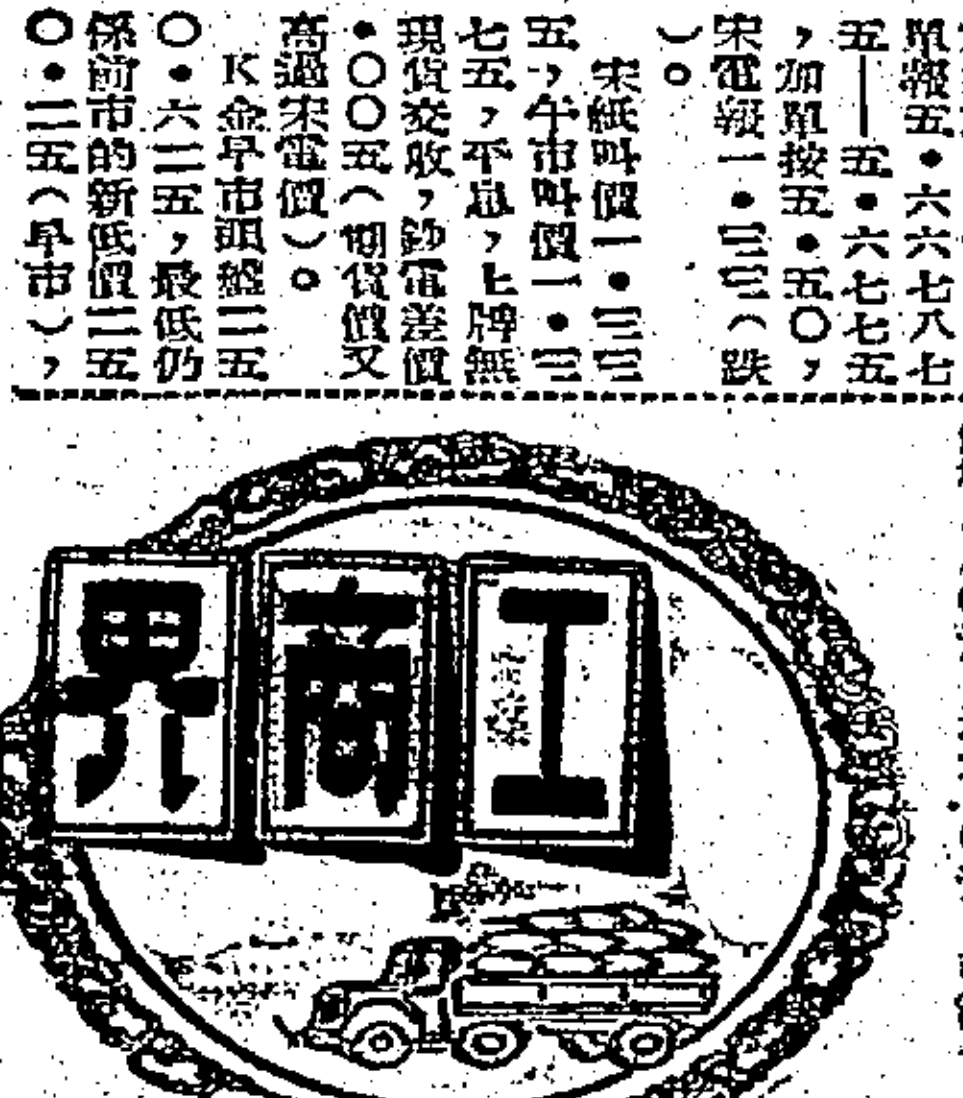 單報五•六六七八七
五——五•六七七五
，加單按五•五〇，
宋電報一•三三（跌
）。
宋紙叫價一•三三
五，午市叫價一•三三
七五，平息，上牌無
現貨交收，鈔電差價
•〇〇五（期貨價又
高過宋電價）。
K金早市頭盤二五
〇•六二五，最低仍
係前市的新低價二五
〇•二五（早市），
工商界